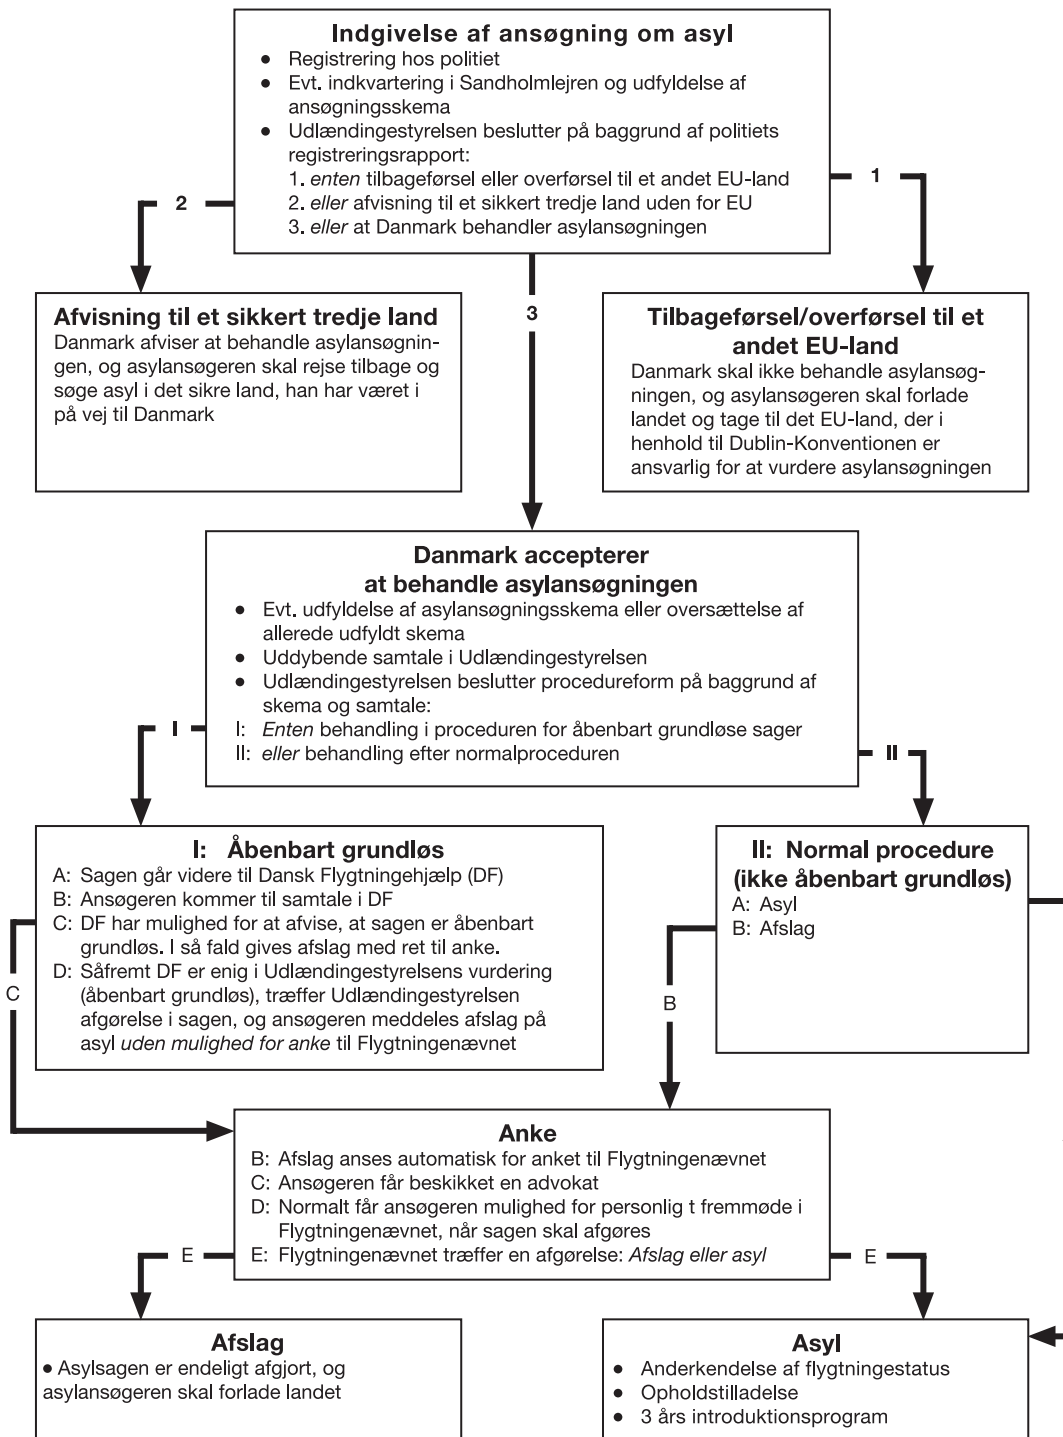 Indgivelse af ansøgning om asyl
● Registrering hos politiet
● Evt. indkvartering i Sandholmlejren og udfyldelse af
ansøgningsskema
● Udlændingestyrelsen beslutter på baggrund af politiets
registreringsrapport:
1. enten tilbageførsel eller overførsel til et andet EU-land
2. eller afvisning til et sikkert tredje land uden for EU
3. eller at Danmark behandler asylansøgningen
2
1
3
Afvisning til et sikkert tredje land
Danmark afviser at behandle asylansøgnin-
gen, og asylansøgeren skal rejse tilbage og
søge asyl i det sikre land, han har været i
på vej til Danmark
Tilbageførsel/overførsel til et
andet EU-land
Danmark skal ikke behandle asylansøg-
ningen, og asylansøgeren skal forlade
landet og tage til det EU-land, der i
henhold til Dublin-Konventionen er
ansvarlig for at vurdere asylansøgningen
Danmark accepterer
at behandle asylansøgningen
● Evt. udfyldelse af asylansøgningsskema eller oversættelse af
allerede udfyldt skema
● Uddybende samtale i Udlændingestyrelsen
● Udlændingestyrelsen beslutter procedureform på baggrund af
skema og samtale:
I: Enten behandling i proceduren for åbenbart grundløse sager
II: eller behandling efter normalproceduren
I
II
I: Åbenbart grundløs
A: Sagen går videre til Dansk Flygtningehjælp (DF)
B: Ansøgeren kommer til samtale i DF
C: DF har mulighed for at afvise, at sagen er åbenbart
grundløs. I så fald gives afslag med ret til anke.
D: Såfremt DF er enig i Udlændingestyrelsens vurdering
(åbenbart grundløs), træffer Udlændingestyrelsen
afgørelse i sagen, og ansøgeren meddeles afslag på
asyl uden mulighed for anke til Flygtningenævnet
II: Normal procedure
(ikke åbenbart grundløs)
A: Asyl
B: Afslag
C
B
Anke
B: Afslag anses automatisk for anket til Flygtningenævnet
C: Ansøgeren får beskikket en advokat
D: Normalt får ansøgeren mulighed for personlig t fremmøde i
Flygtningenævnet, når sagen skal afgøres
E: Flygtningenævnet træffer en afgørelse: Afslag eller asyl
E
E
Afslag
● Asylsagen er endeligt afgjort, og
asylansøgeren skal forlade landet
Asyl
● Anderkendelse af flygtningestatus
● Opholdstilladelse
● 3 års introduktionsprogram